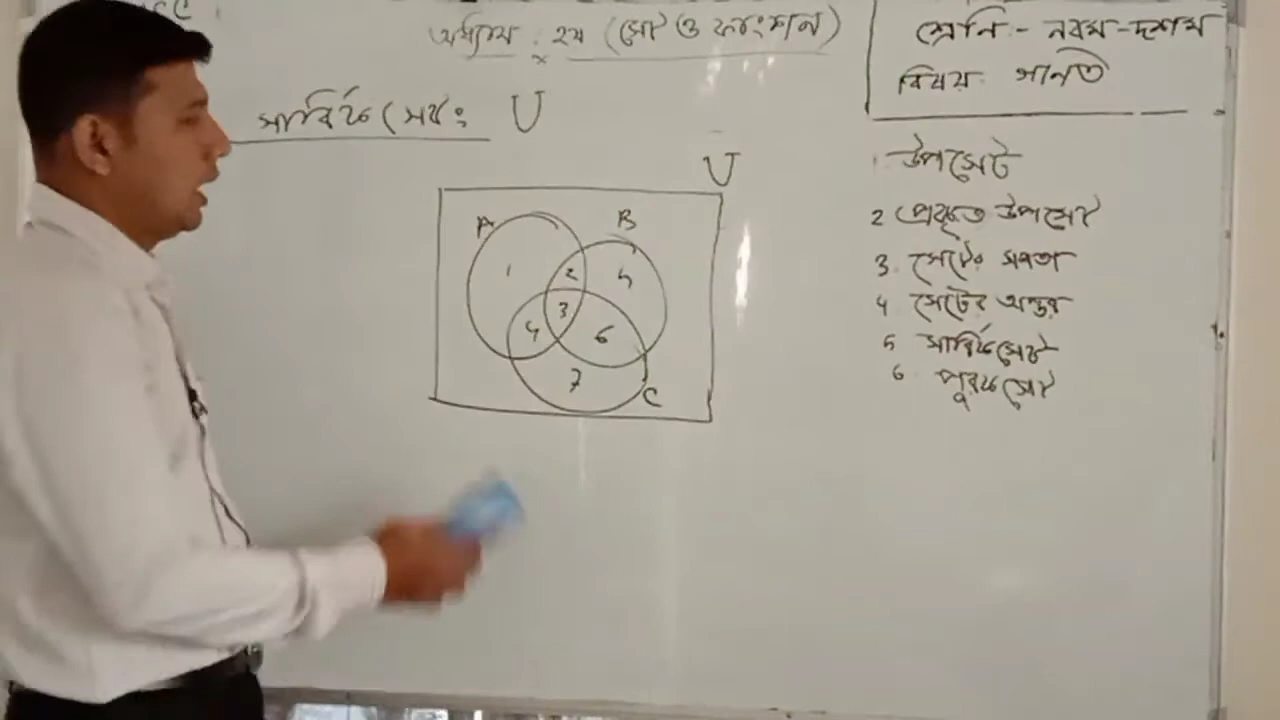 অধ্যায় : ২য় (সেট ও ফাংশন)
শ্রেনি :- নবম-দশম
বিষয়: গনিত
সার্বিক সেট: U
U
A B
1 2 5
3
4 6
7
C
উপসেট
2 প্রকৃত উপসেট
3. সেটের সমতা
4 সেটের অন্তর
5 সার্বিক সেট
6 পুরক সেট